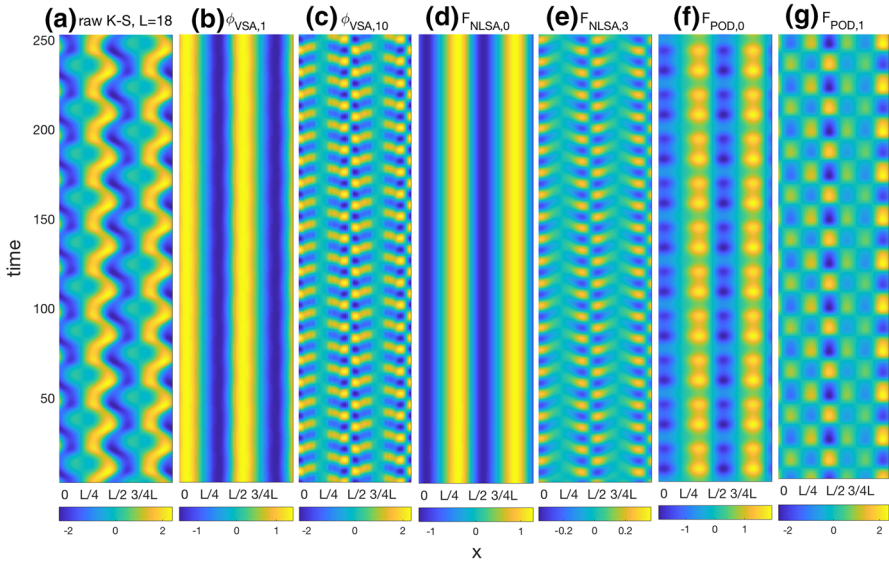 (a) raw K-S, L=18 (b) ϕVSA,1 (c) ϕVSA,10 (d) FNLSA,0 (e) FNLSA,3 (f) FPOD,0 (g) FPOD,1
250
200
150
100
50
time
0 L/4 L/2 3/4L 0 L/4 L/2 3/4L 0 L/4 L/2 3/4L 0 L/4 L/2 3/4L 0 L/4 L/2 3/4L 0 L/4 L/2 3/4L 0 L/4 L/2 3/4L
-2 0 2 -1 0 1 -2 0 2 -1 0 1 -0.2 0 0.2 -1 0 1 -2 0 2
x